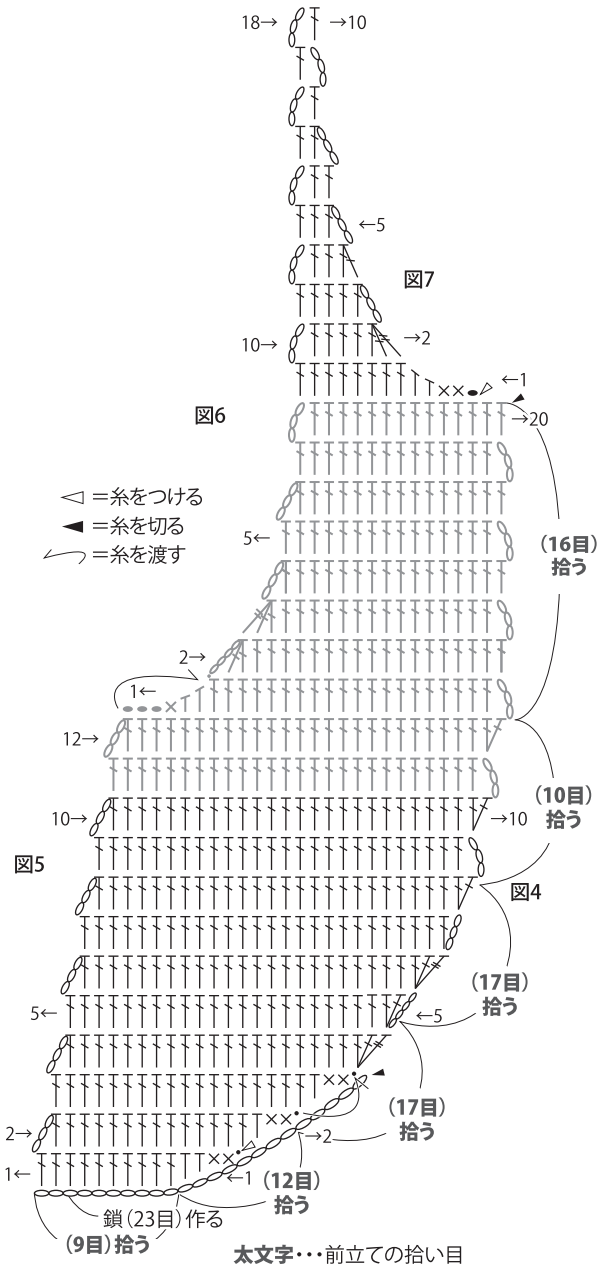 18→
→10
←5
図7
10→
→2
←1
図6
→20
▷=糸をつける
◀=糸を切る
=糸を渡す
5←
(16目)
拾う
2→
1←
12→
(10目)
拾う
10→
→10
図5
図4
(17目)
拾う
5←
←5
(17目)
拾う
2→
→2
1←
←1
(12目)
拾う
鎖(23目)作る
(9目)拾う
太文字・・・前立ての拾い目